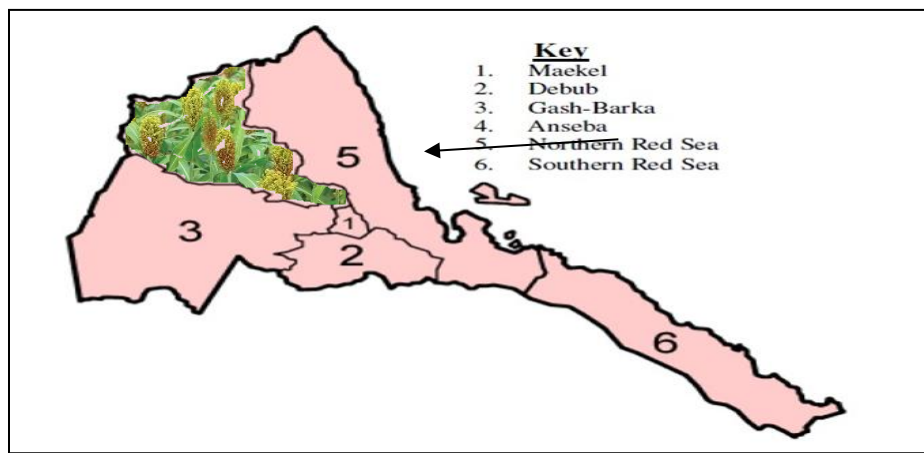 Key
1. Maekel
2. Debub
3. Gash-Barka
4. Anseba
5. Northern Red Sea
6. Southern Red Sea
5
3
1
2
6